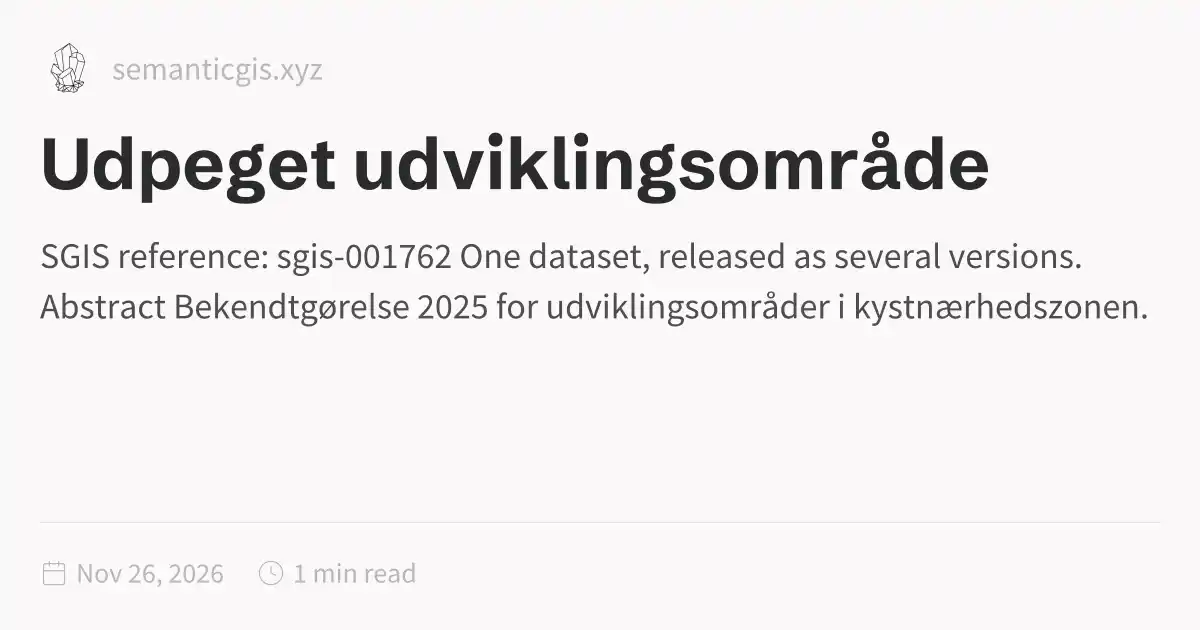 semanticgis.xyz
Udpeget udviklingsområde
SGIS reference: sgis-001762 One dataset, released as several versions.
Abstract Bekendtgørelse 2025 for udviklingsområder i kystnærhedszonen.
Nov 26, 2026 1 min read